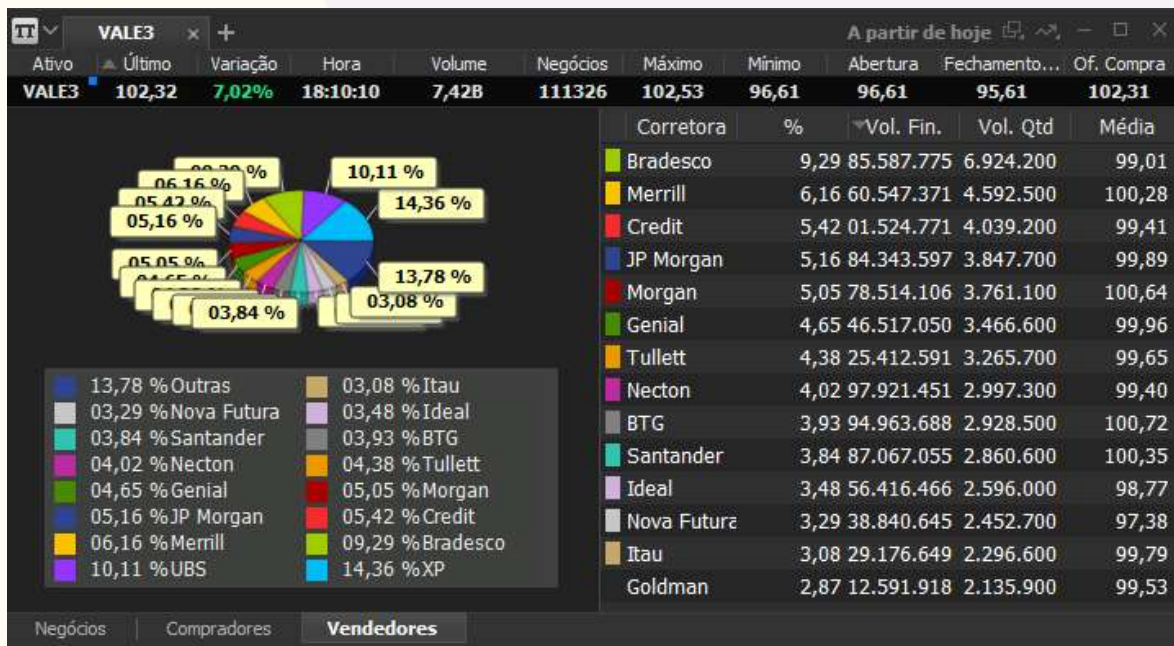 TT VALE3 × + A partir de hoje
Ativo Último Variação Hora Volume Negócios Máximo Mínimo Abertura Fechamento... Of. Compra
VALE3 102,32 7,02% 18:10:10 7,42B 111326 102,53 96,61 96,61 95,61 102,31
Corretora % Vol. Fin. Vol. Qtd Média
Bradesco 9,29 85.587.775 6.924.200 99,01
Merrill 6,16 60.547.371 4.592.500 100,28
Credit 5,42 01.524.771 4.039.200 99,41
JP Morgan 5,16 84.343.597 3.847.700 99,89
Morgan 5,05 78.514.106 3.761.100 100,64
Genial 4,65 46.517.050 3.466.600 99,96
Tullett 4,38 25.412.591 3.265.700 99,65
Necton 4,02 97.921.451 2.997.300 99,40
BTG 3,93 94.963.688 2.928.500 100,72
Santander 3,84 87.067.055 2.860.600 100,35
Ideal 3,48 56.416.466 2.596.000 98,77
Nova Futura 3,29 38.840.645 2.452.700 97,38
Itau 3,08 29.176.649 2.296.600 99,79
Goldman 2,87 12.591.918 2.135.900 99,53
10,11 %
06,16 %
14,36 %
05,42 %
05,16 %
05,05 %
13,78 %
03,08 %
03,84 %
13,78 % Outras 03,08 % Itau
03,29 % Nova Futura 03,48 % Ideal
03,84 % Santander 03,93 % BTG
04,02 % Necton 04,38 % Tullett
04,65 % Genial 05,05 % Morgan
05,16 % JP Morgan 05,42 % Credit
06,16 % Merrill 09,29 % Bradesco
10,11 % UBS 14,36 % XP
Negócios Compradores Vendedores